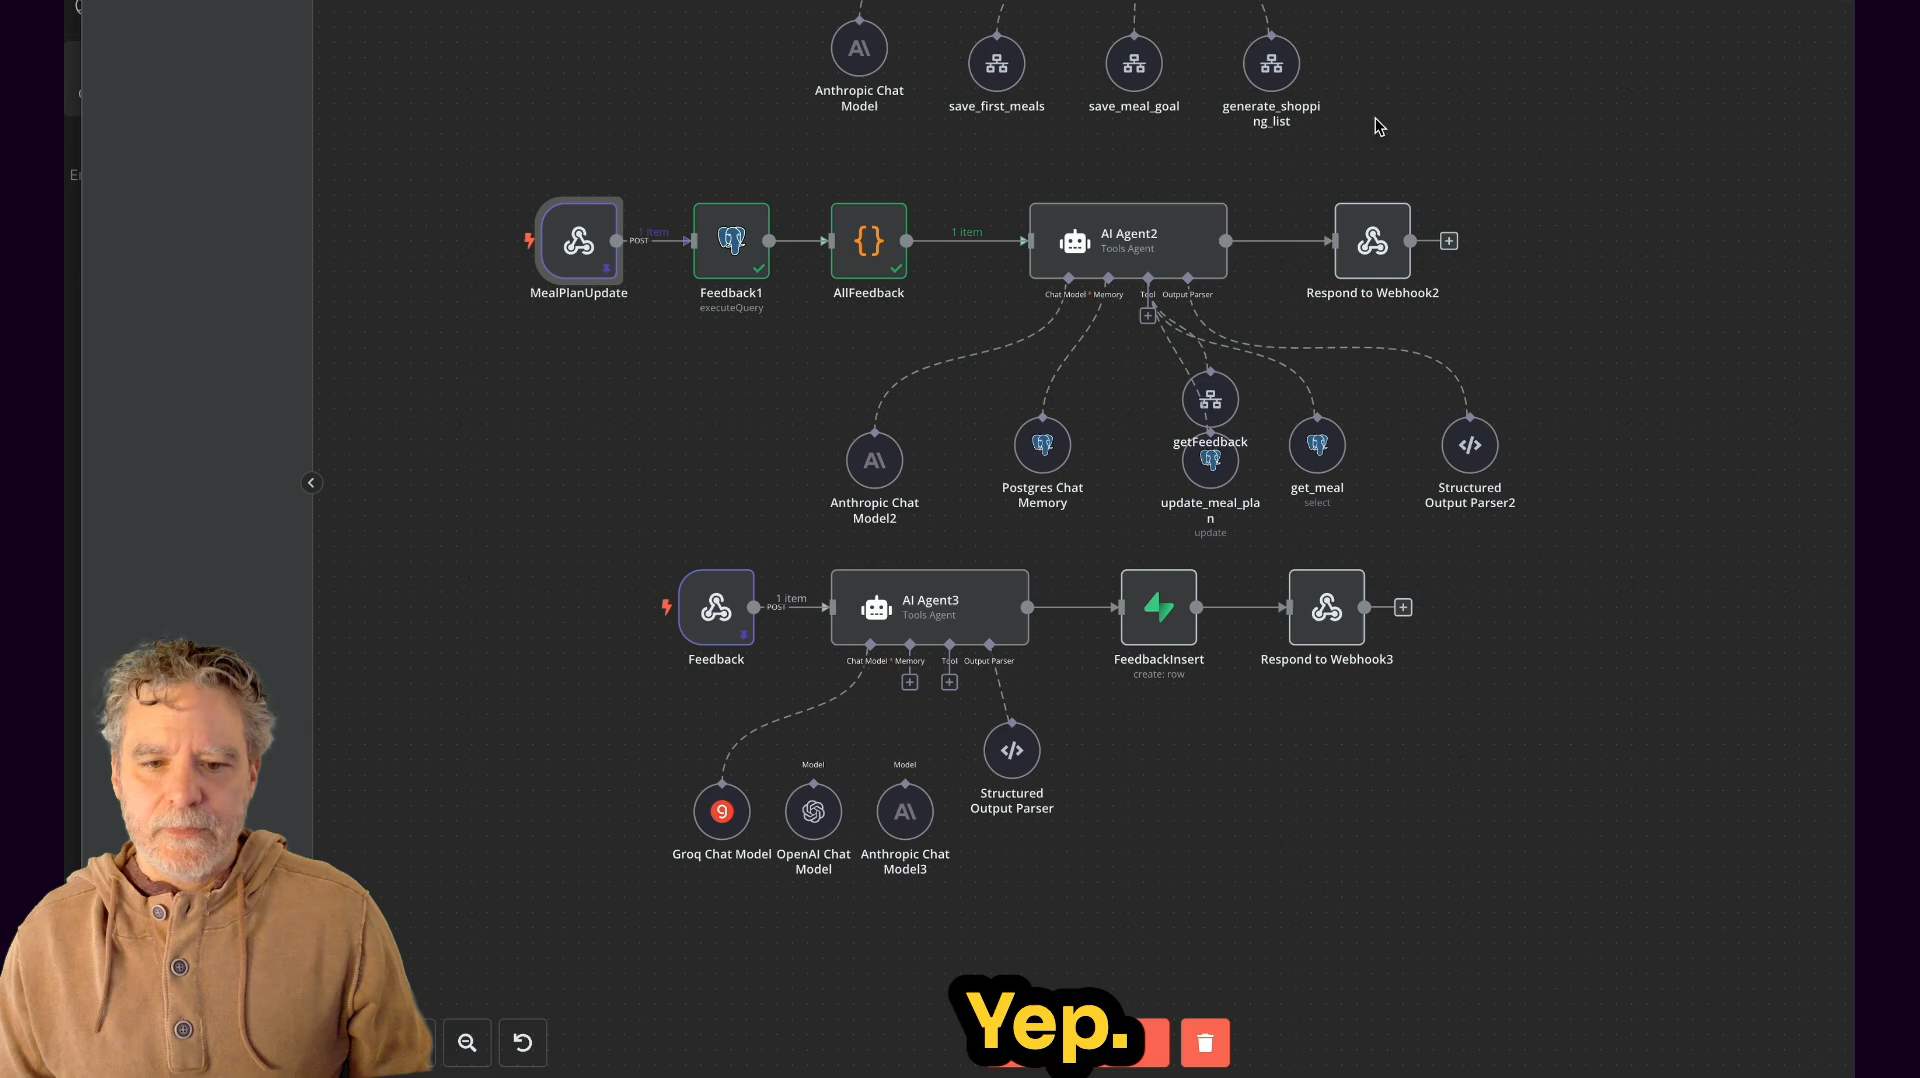 Anthropic Chat
Model
save_first_meals
save_meal_goal
generate_shoppi
ng_list
MealPlanUpdate
POST
1 item
Feedback1
executeQuery
AllFeedback
1 item
AI Agent2
Tools Agent
Chat Model *
Memory
Tool
Output Parser
Respond to Webhook2
Anthropic Chat
Model2
Postgres Chat
Memory
getFeedback
update_meal_pla
n
update
get_meal
select
Structured
Output Parser2
Feedback
POST
1 item
AI Agent3
Tools Agent
Chat Model *
Memory
Tool
Output Parser
FeedbackInsert
create: row
Respond to Webhook3
Model
Model
Structured
Output Parser
Groq Chat Model
OpenAI Chat
Model
Anthropic Chat
Model3
Yep.